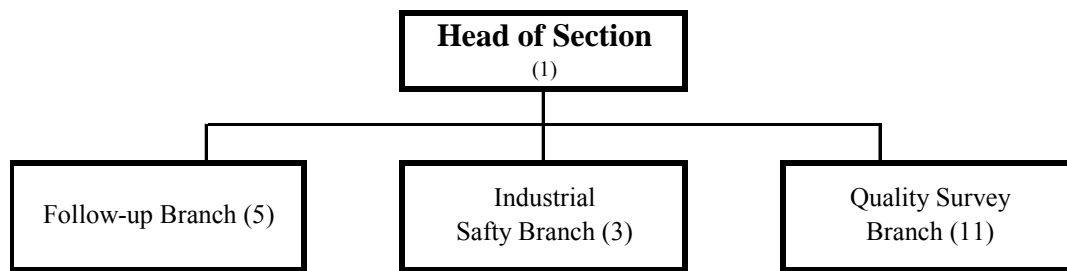 Head of Section
(1)
Follow-up Branch (5)
Industrial
Safty Branch (3)
Quality Survey
Branch (11)